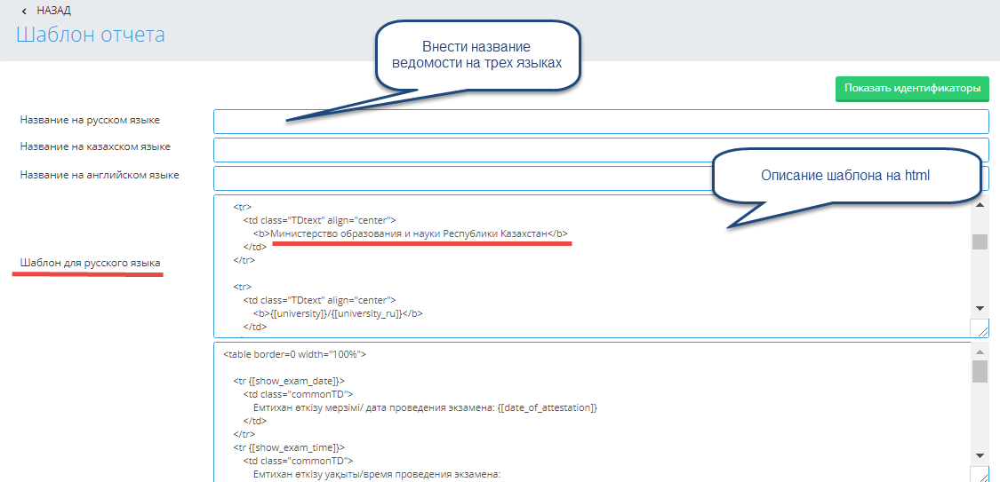 НАЗАД
Шаблон отчета
Внести название
ведомости на трех языках
Показать идентификаторы
Название на русском языке
Название на казахском языке
Название на английском языке
Описание шаблона на html
<tr>
<td class="TDtext" align="center">
<b>Министерство образования и науки Республики Казахстан</b>
</td>
</tr>
Шаблон для русского языка
<tr>
<td class="TDtext" align="center">
<b>{[university]}/{[university_ru]}</b>
</td>
<table border=0 width="100%">
<tr {[show_exam_date]}>
<td class="commonTD">
Емтихан өткізу мерзімі/ дата проведения экзамена: {[date_of_attestation]}
</td>
</tr>
<tr {[show_exam_time]}>
<td class="commonTD">
Емтихан өткізу уақыты/время проведения экзамена: